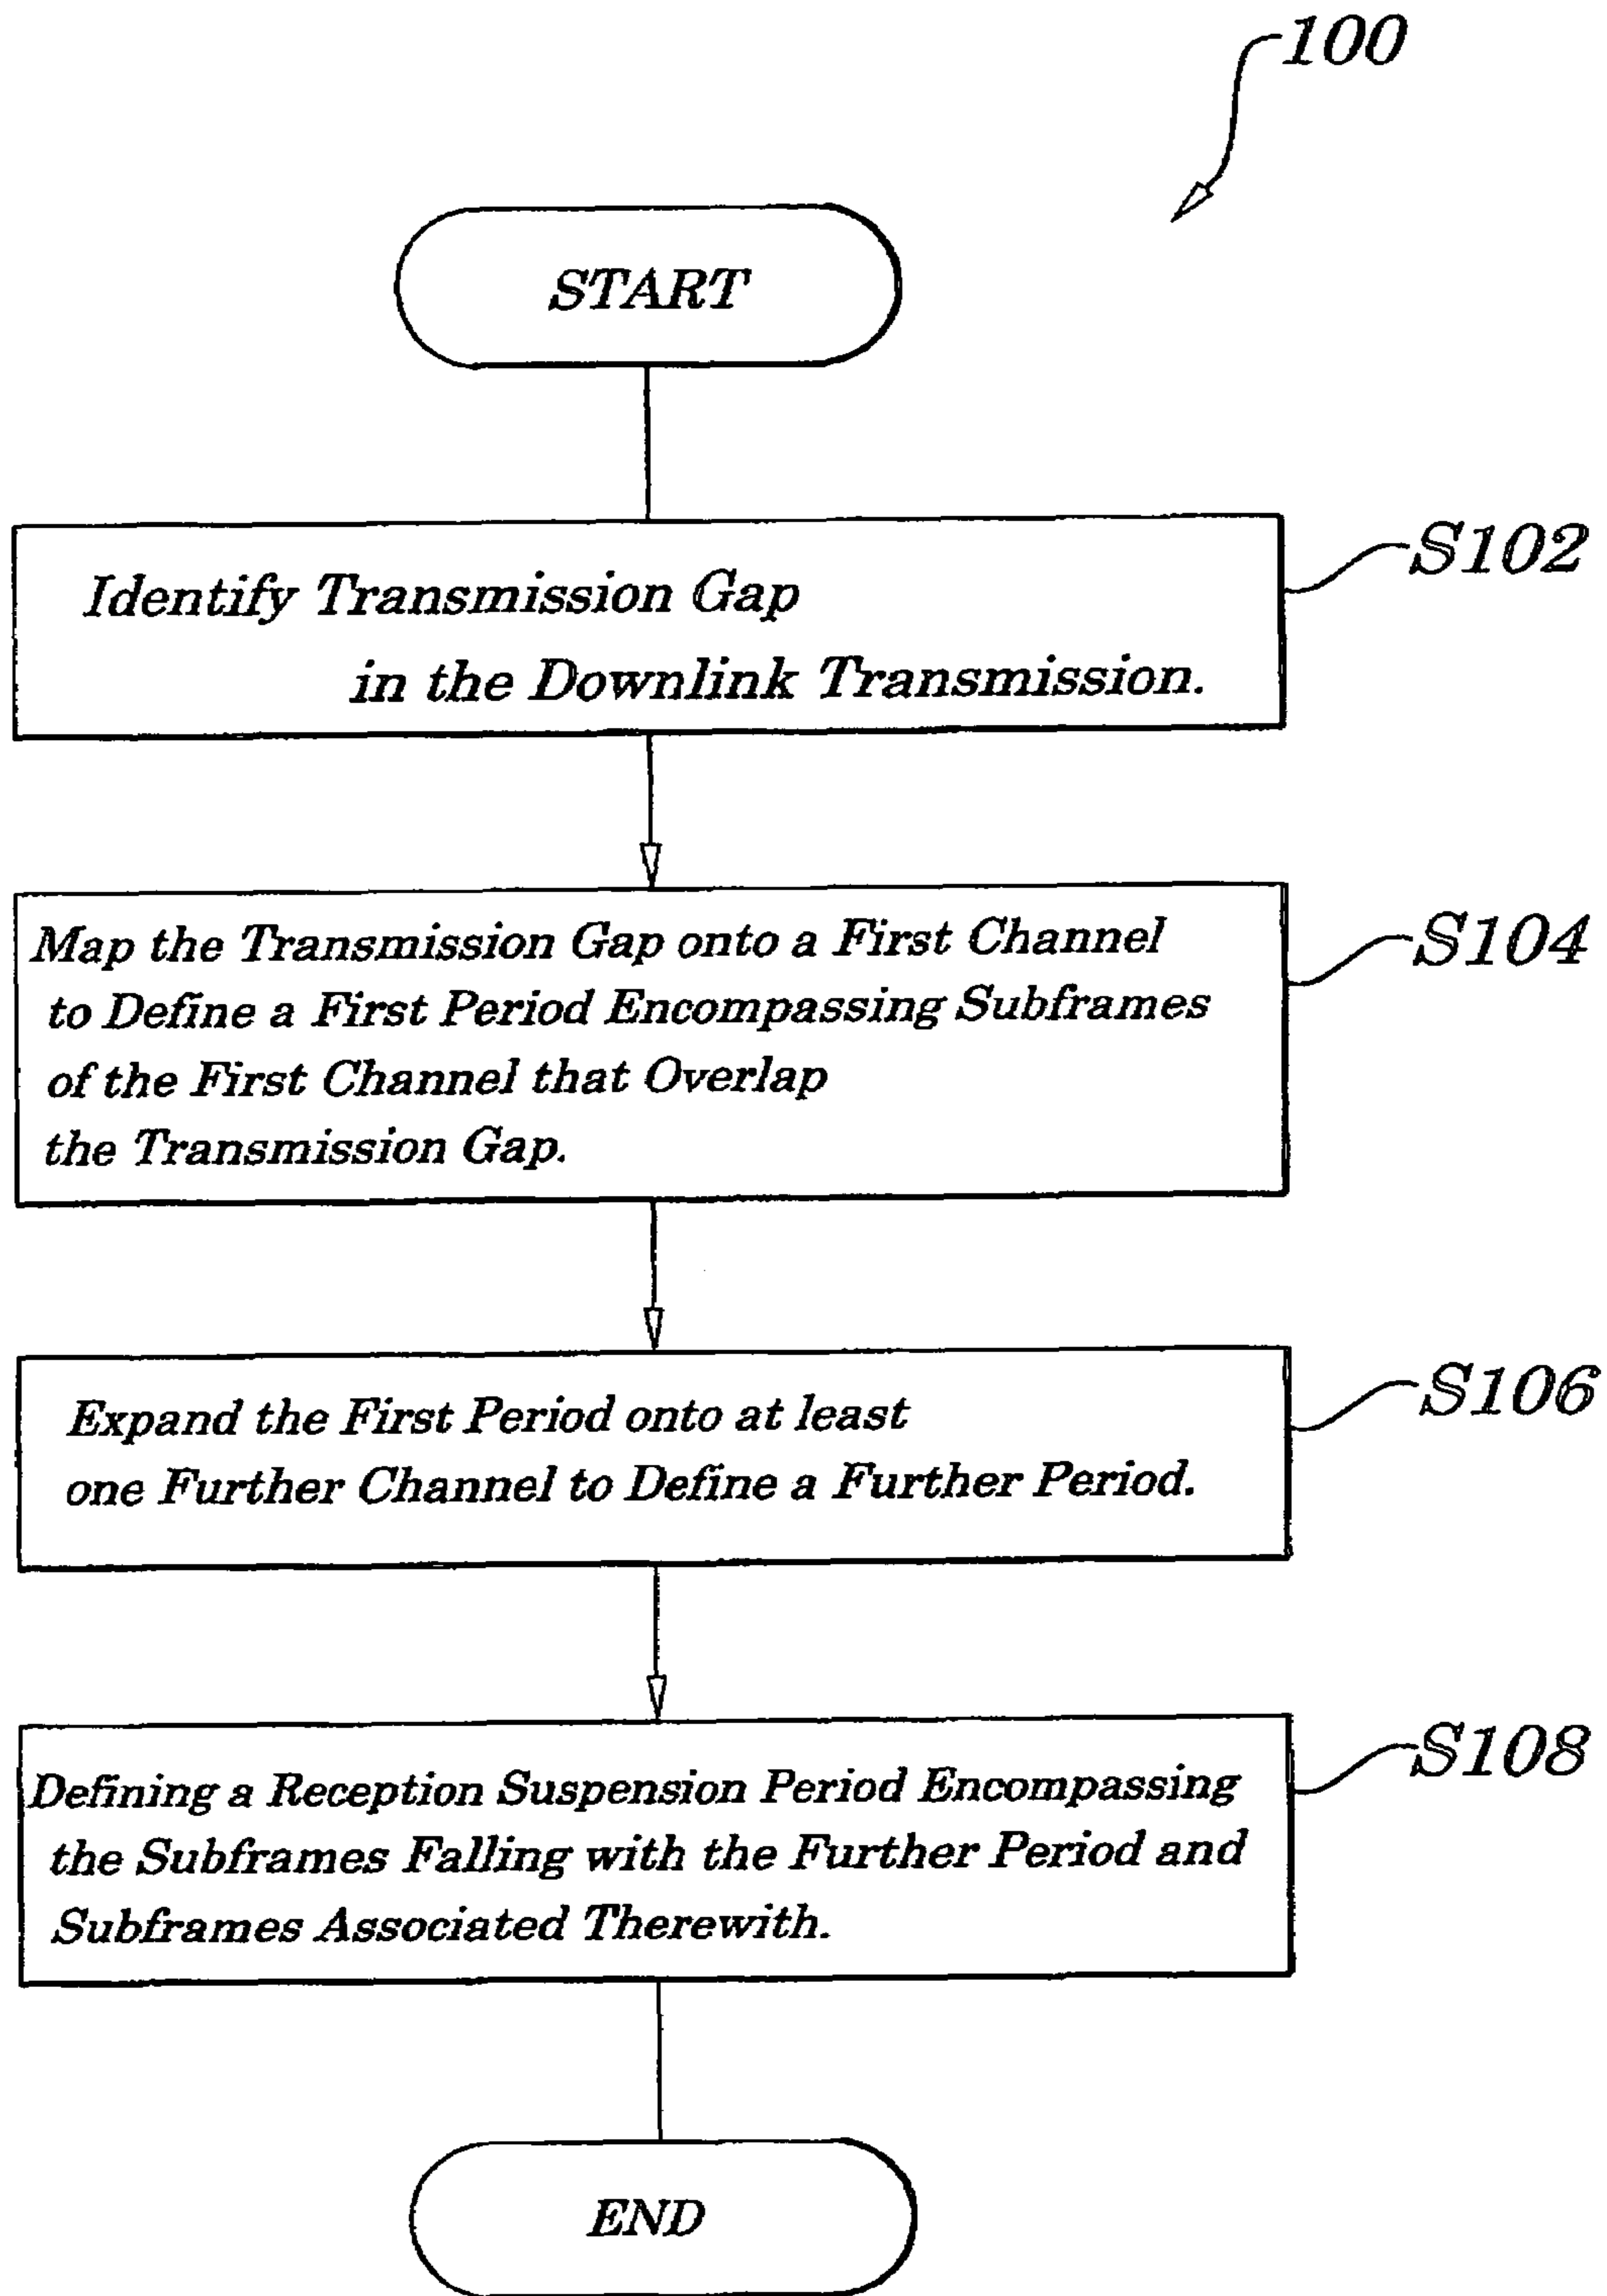 100
START
Identify Transmission Gap
in the Downlink Transmission.
S102
Map the Transmission Gap onto a First Channel
to Define a First Period Encompassing Subframes
of the First Channel that Overlap
the Transmission Gap.
S104
Expand the First Period onto at least
one Further Channel to Define a Further Period.
S106
Defining a Reception Suspension Period Encompassing
the Subframes Falling with the Further Period and
Subframes Associated Therewith.
S108
END